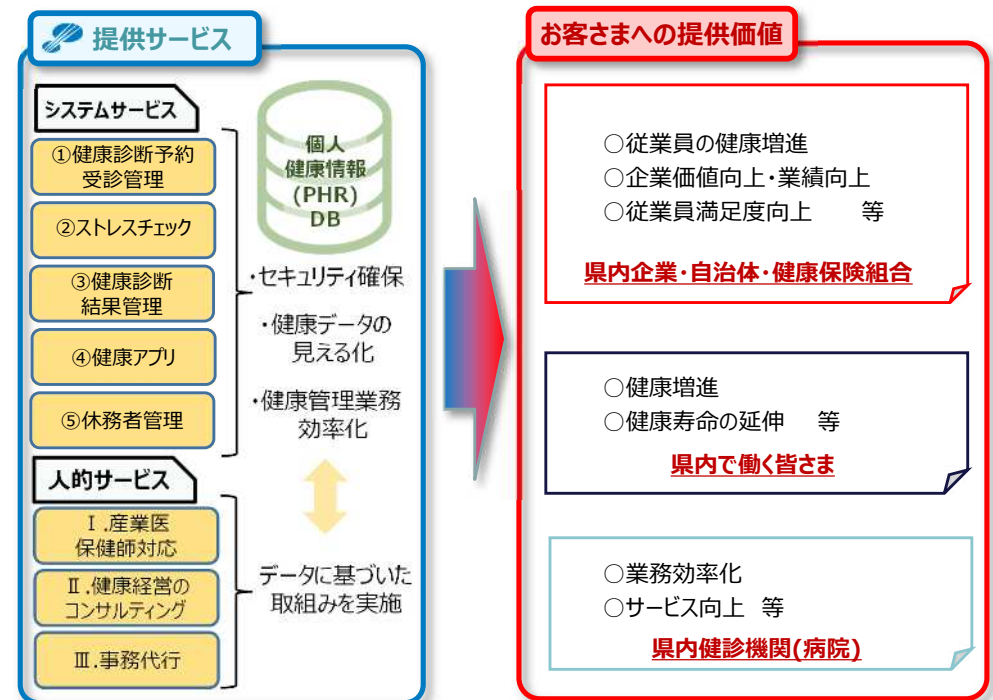 提供サービス
システムサービス
①健康診断予約
受診管理
②ストレスチェック
③健康診断
結果管理
④健康アプリ
⑤休務者管理
個人
健康情報
(PHR)
DB
・セキュリティ確保
・健康データの
見える化
・健康管理業務
効率化
人的サービス
Ⅰ.産業医
保健師対応
Ⅱ.健康経営の
コンサルティング
Ⅲ.事務代行
データに基づいた
取組みを実施
お客さまへの提供価値
○従業員の健康増進
○企業価値向上・業績向上
○従業員満足度向上 等
県内企業・自治体・健康保険組合
○健康増進
○健康寿命の延伸 等
県内で働く皆さま
○業務効率化
○サービス向上 等
県内健診機関(病院)